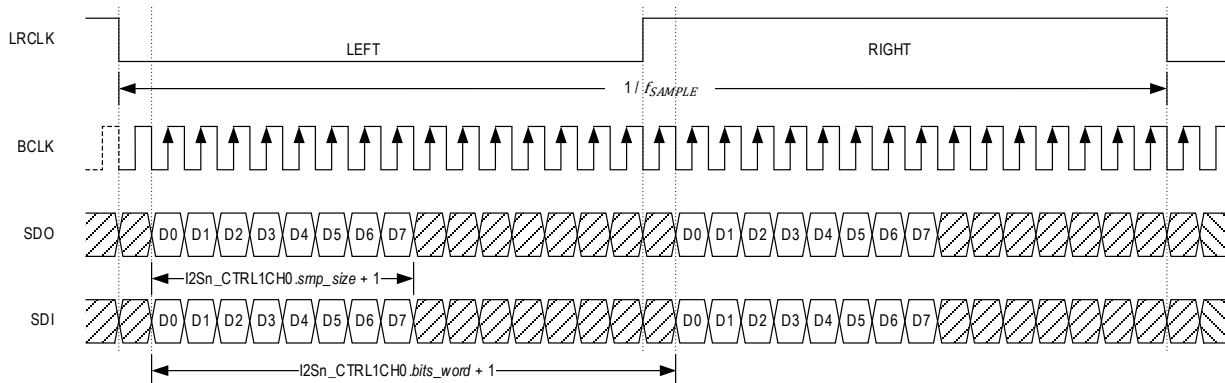 LRCLK
LEFT
RIGHT
1 / fSAMPLE
BCLK
SDO
D0 D1 D2 D3 D4 D5 D6 D7 D0 D1 D2 D3 D4 D5 D6 D7
I2Sn_CTRL1CH0.smp_size + 1
SDI
D0 D1 D2 D3 D4 D5 D6 D7 D0 D1 D2 D3 D4 D5 D6 D7
I2Sn_CTRL1CH0.bits_word + 1